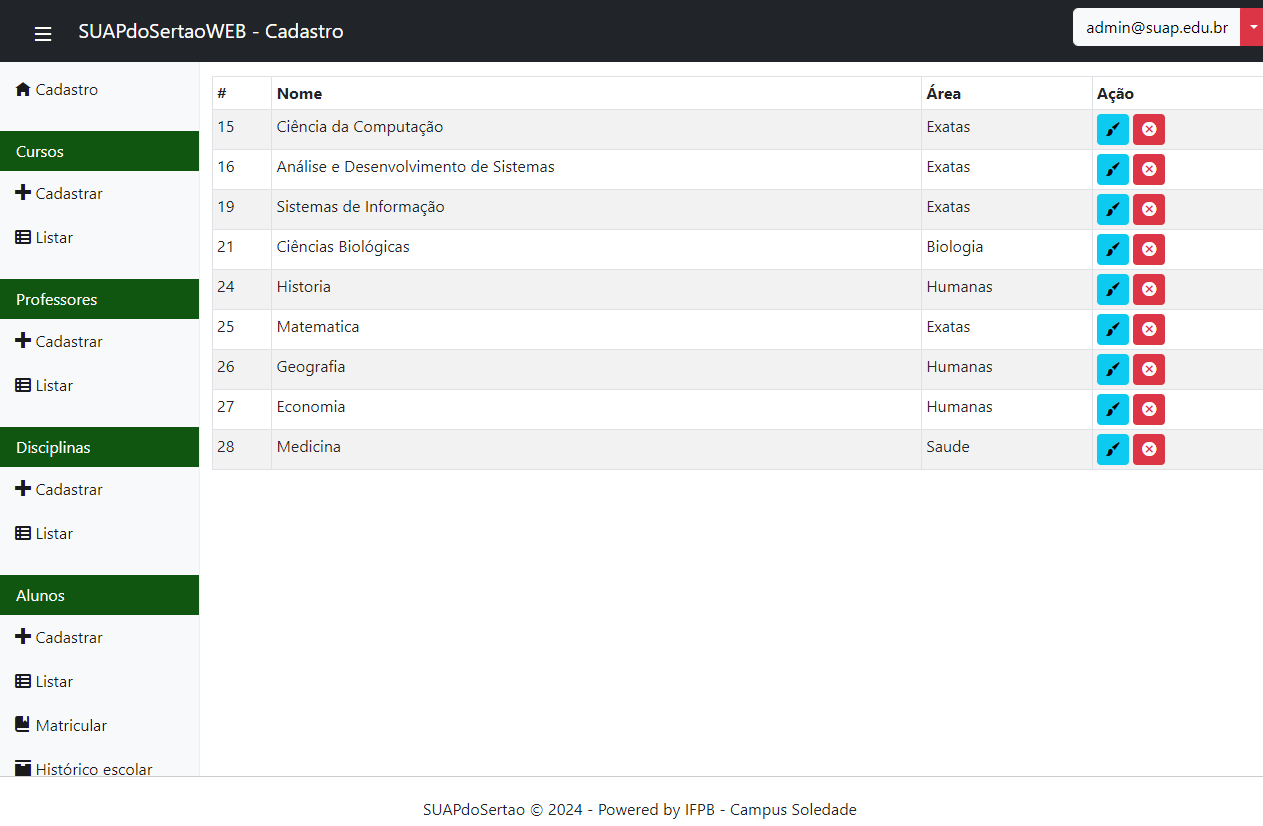 SUAPdoSertaoWEB - Cadastro
admin@suap.edu.br
Cadastro
Cursos
Cadastrar
Listar
Professores
Cadastrar
Listar
Disciplinas
Cadastrar
Listar
Alunos
Cadastrar
Listar
Matricular
Histórico escolar
# Nome Área Ação
15 Ciência da Computação Exatas
16 Análise e Desenvolvimento de Sistemas Exatas
19 Sistemas de Informação Exatas
21 Ciências Biológicas Biologia
24 Historia Humanas
25 Matematica Exatas
26 Geografia Humanas
27 Economia Humanas
28 Medicina Saude
SUAPdoSertao © 2024 - Powered by IFPB - Campus Soledade